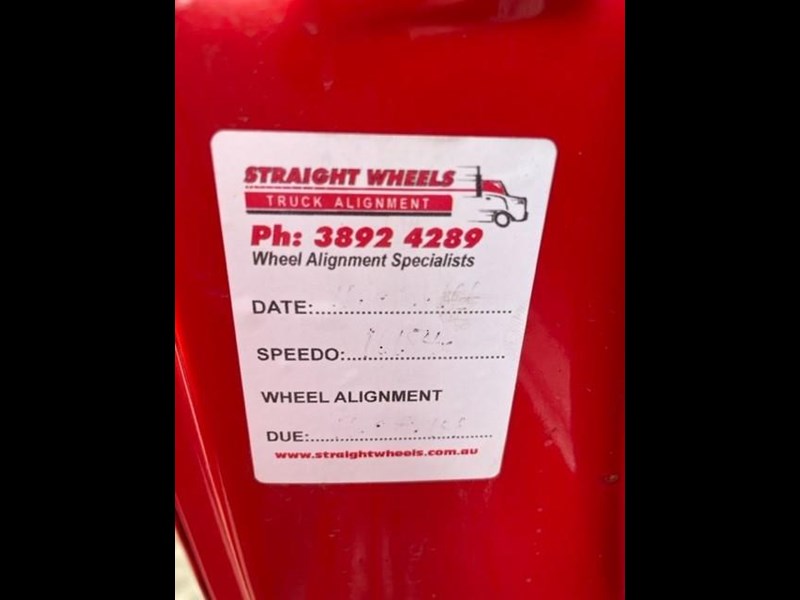 STRAIGHT WHEELS
TRUCK ALIGNMENT
Ph: 3892 4289
Wheel Alignment Specialists
DATE:
SPEEDO:
WHEEL ALIGNMENT
DUE:
www.straightwheels.com.au